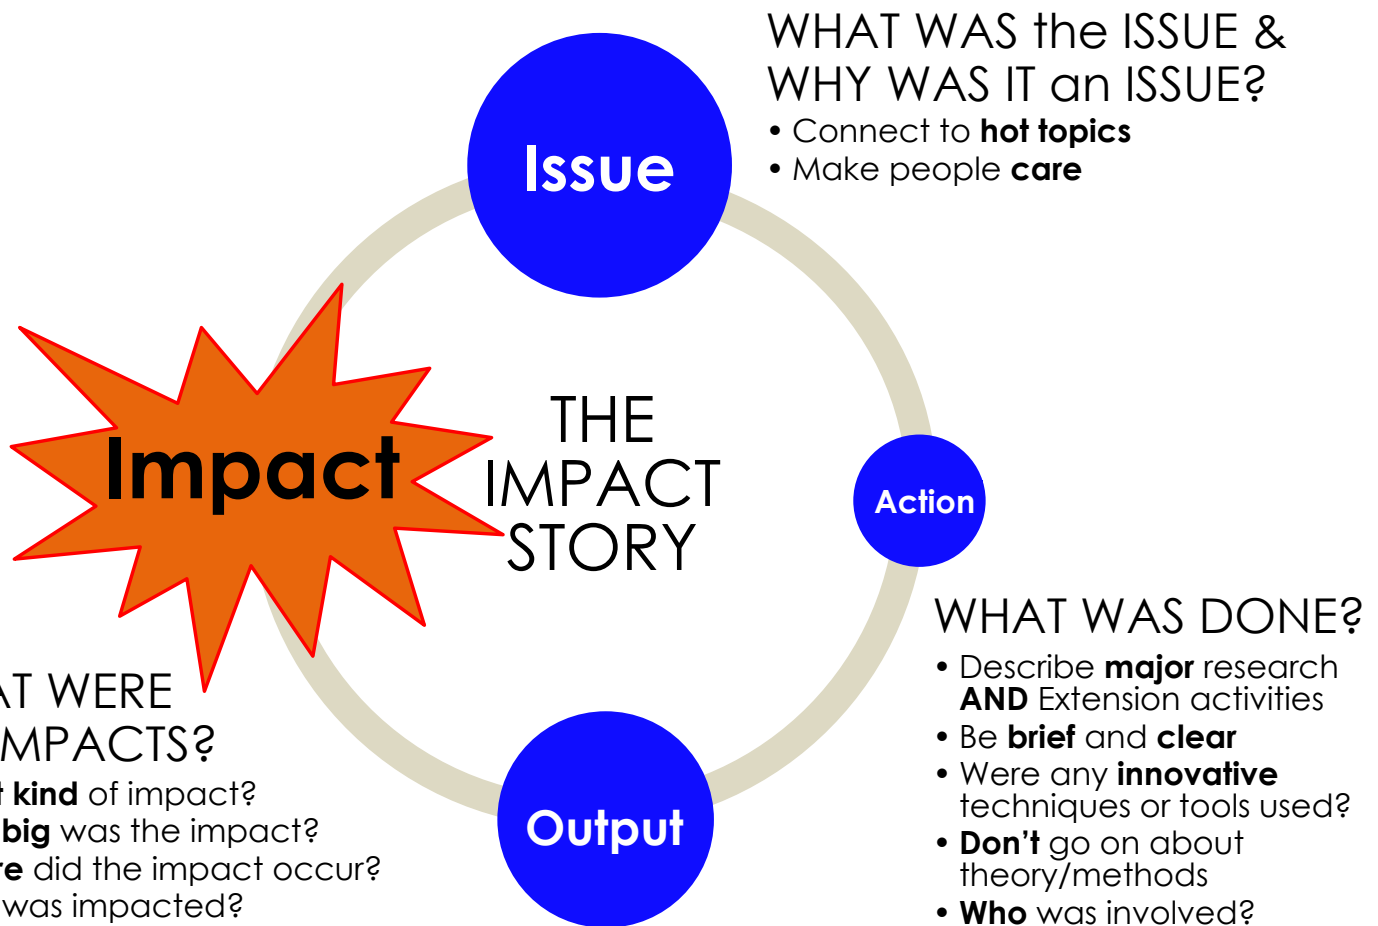 WHAT WAS the ISSUE &
WHY WAS IT an ISSUE?
• Connect to hot topics
• Make people care
Issue
Impact
THE
IMPACT
STORY
Action
WHAT WAS DONE?
• Describe major research
AND Extension activities
• Be brief and clear
• Were any innovative
techniques or tools used?
• Don't go on about
theory/methods
• Who was involved?
Output
AT WERE
MPACTS?
t kind of impact?
big was the impact?
re did the impact occur?
was impacted?